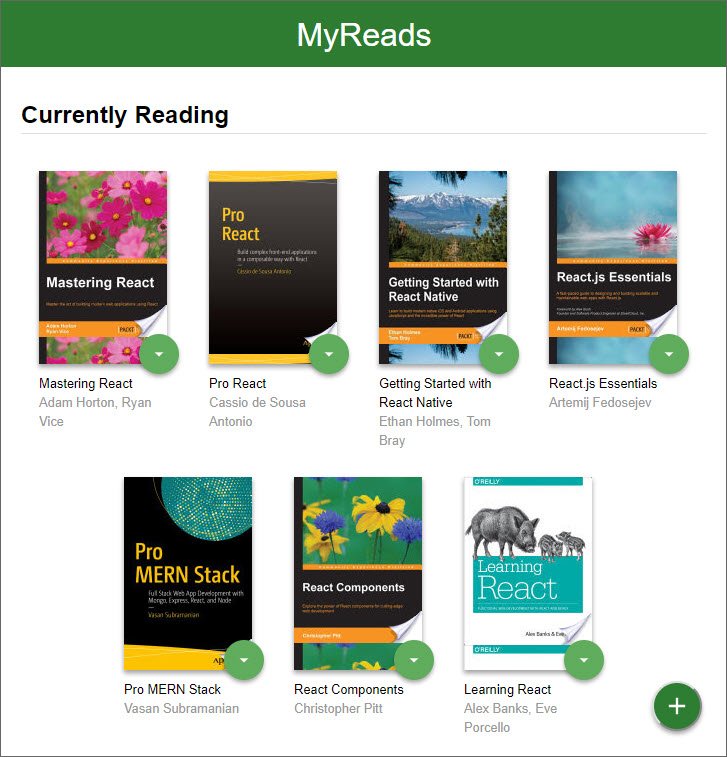 MyReads
Currently Reading
Mastering React
Master the art of building modern web applications using React
Adam Horton
Ryan Vice
PACKT
Mastering React
Adam Horton, Ryan
Vice
Pro
React
Build complex front-end applications
in a composable way with React
Cássio de Sousa Antonio
Pro React
Cassio de Sousa
Antonio
Getting Started with
React Native
Learn to build modern native iOS and Android applications using
JavaScript and the incredible power of React
Ethan Holmes
Tom Bray
PACKT
Getting Started with
React Native
Ethan Holmes, Tom
Bray
React.js Essentials
A fast-paced guide to designing and building scalable and
maintainable web apps with React.js
Artemij Fedosejev
PACKT
React.js Essentials
Artemij Fedosejev
Pro
MERN Stack
Full Stack Web App Development with
Mongo, Express, React, and Node
Vasan Subramanian
Pro MERN Stack
Vasan Subramanian
React Components
Explore the power of React components for cutting-edge
web development
Christopher Pitt
React Components
Christopher Pitt
O'REILLY
Learning
React
FUNCTIONAL WEB DEVELOPMENT WITH REACT AND REDUX
Alex Banks & Eve
O'REILLY
Learning React
Alex Banks, Eve
Porcello